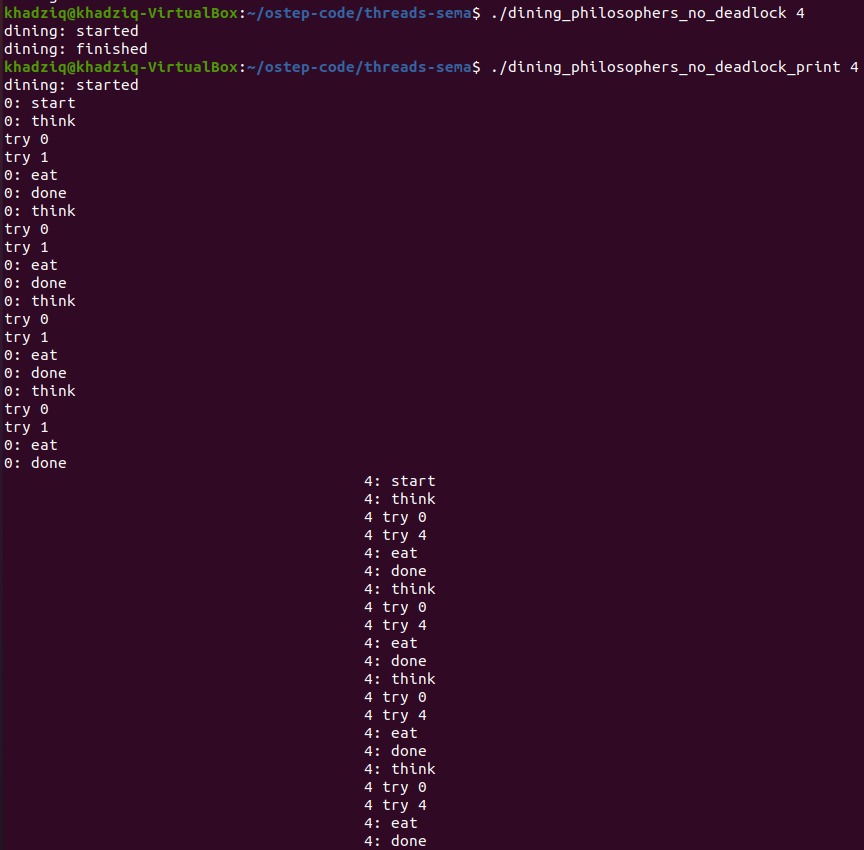 khadziq@khadziq-VirtualBox:~/ostep-code/threads-sema$ ./dining_philosophers_no_deadlock 4
dining: started
dining: finished
khadziq@khadziq-VirtualBox:~/ostep-code/threads-sema$ ./dining_philosophers_no_deadlock_print 4
dining: started
0: start
0: think
try 0
try 1
0: eat
0: done
0: think
try 0
try 1
0: eat
0: done
0: think
try 0
try 1
0: eat
0: done
0: think
try 0
try 1
0: eat
0: done
4: start
4: think
4 try 0
4 try 4
4: eat
4: done
4: think
4 try 0
4 try 4
4: eat
4: done
4: think
4 try 0
4 try 4
4: eat
4: done
4: think
4 try 0
4 try 4
4: eat
4: done